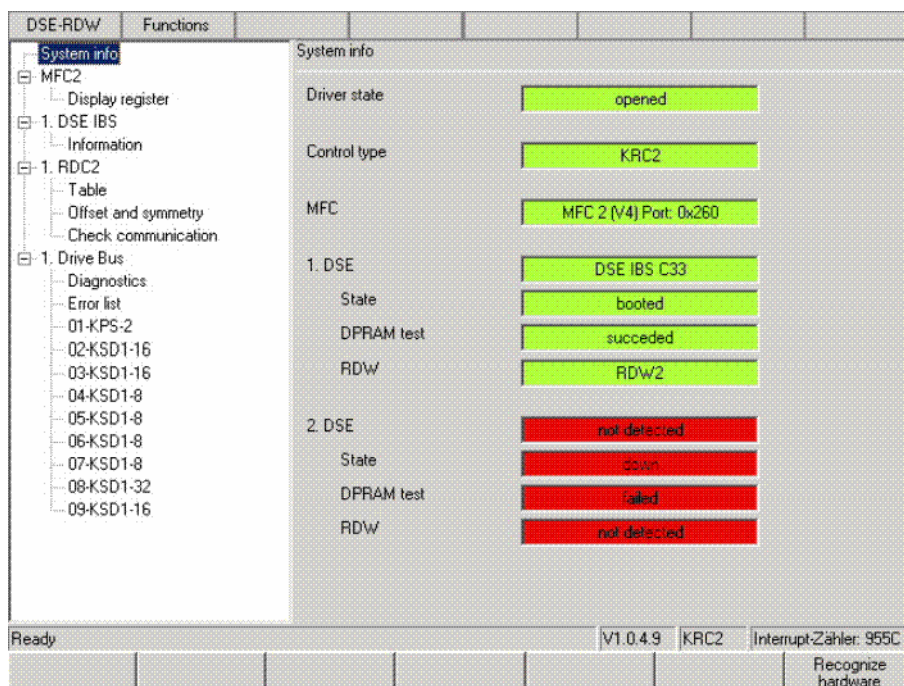 DSE-RDW Functions
System info
MFC2
Display register
1. DSE IBS
Information
1. RDC2
Table
Offset and symmetry
Check communication
1. Drive Bus
Diagnostics
Error list
01-KPS-2
02-KSD1-16
03-KSD1-16
04-KSD1-8
05-KSD1-8
06-KSD1-8
07-KSD1-8
08-KSD1-32
09-KSD1-16
System info
Driver state opened
Control type KRC2
MFC MFC 2 (V4) Port: 0x260
1. DSE DSE IBS C33
State booted
DPRAM test succeded
RDW RDW2
2. DSE not detected
State down
DPRAM test failed
RDW not detected
Ready V1.0.4.9 KRC2 Interrupt-Zähler: 955C
Recognize
hardware